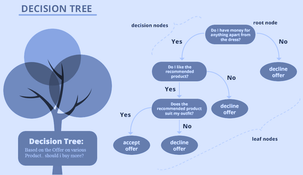 DECISION TREE
decision nodes
root node
Do I have money for
anything apart from
the dress?
Yes
No
Do I like the
recommended
product?
decline
offer
Yes
No
Does the
recommended product
suit my outfit?
decline
offer
Yes
No
accept
offer
decline
offer
leaf nodes
Decision Tree:
Based on the Offer on various
Product, should i buy more?